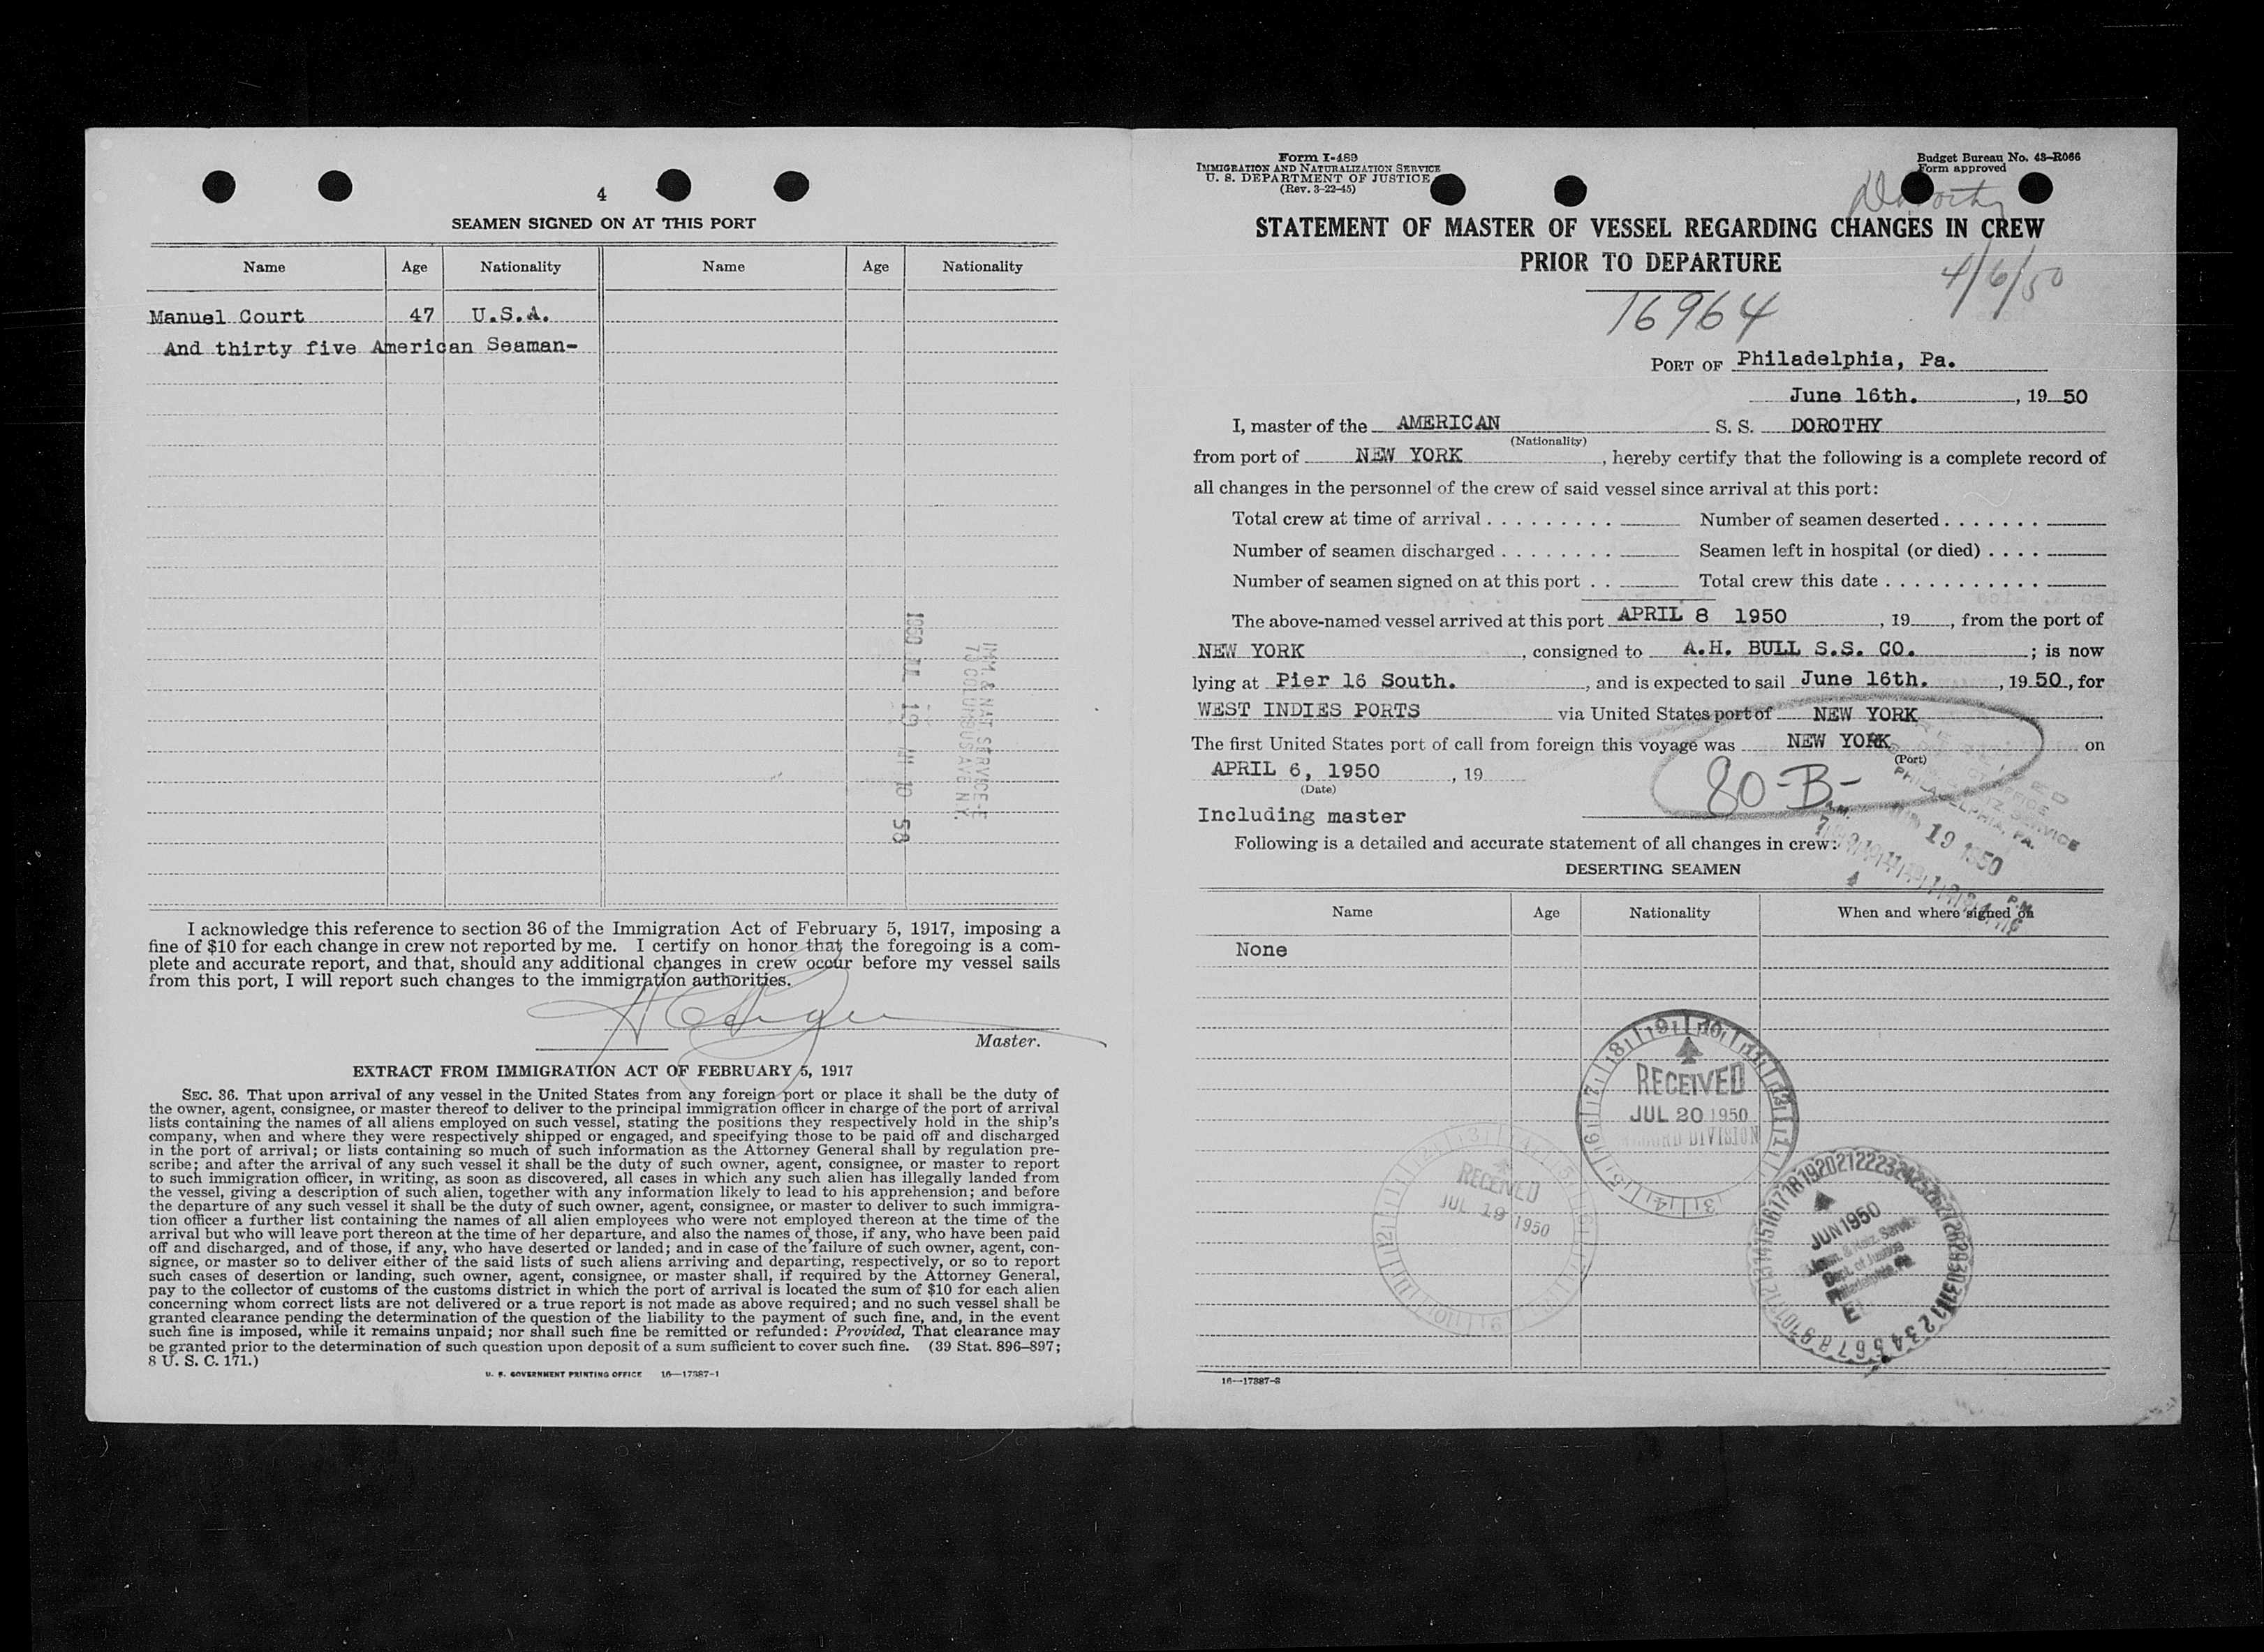 4
SEAMEN SIGNED ON AT THIS PORT
Name Age Nationality Name Age Nationality
Manuel Court 47 U.S.A.
And thirty five American Seaman-
1950 JUL 19 AM 10 58
IMM. & NAT SERVICE-E
70 COLUMBUS AVE N.Y.
I acknowledge this reference to section 36 of the Immigration Act of February 5, 1917, imposing a
fine of $10 for each change in crew not reported by me. I certify on honor that the foregoing is a com-
plete and accurate report, and that, should any additional changes in crew occur before my vessel sails
from this port, I will report such changes to the immigration authorities.
Master.
EXTRACT FROM IMMIGRATION ACT OF FEBRUARY 5, 1917
SEC. 36. That upon arrival of any vessel in the United States from any foreign port or place it shall be the duty of
the owner, agent, consignee, or master thereof to deliver to the principal immigration officer in charge of the port of arrival
lists containing the names of all aliens employed on such vessel, stating the positions they respectively hold in the ship's
company, when and where they were respectively shipped or engaged, and specifying those to be paid off and discharged
in the port of arrival; or lists containing so much of such information as the Attorney General shall by regulation pre-
scribe; and after the arrival of any such vessel it shall be the duty of such owner, agent, consignee, or master to report
to such immigration officer, in writing, as soon as discovered, all cases in which any such alien has illegally landed from
the vessel, giving a description of such alien, together with any information likely to lead to his apprehension; and before
the departure of any such vessel it shall be the duty of such owner, agent, consignee, or master to deliver to such immigra-
tion officer a further list containing the names of all alien employees who were not employed thereon at the time of the
arrival but who will leave port thereon at the time of her departure, and also the names of those, if any, who have been paid
off and discharged, and of those, if any, who have deserted or landed; and in case of the failure of such owner, agent, con-
signee, or master so to deliver either of the said lists of such aliens arriving and departing, respectively, or so to report
such cases of desertion or landing, such owner, agent, consignee, or master shall, if required by the Attorney General,
pay to the collector of customs of the customs district in which the port of arrival is located the sum of $10 for each alien
concerning whom correct lists are not delivered or a true report is not made as above required; and no such vessel shall be
granted clearance pending the determination of the question of the liability to the payment of such fine, and, in the event
such fine is imposed, while it remains unpaid; nor shall such fine be remitted or refunded: Provided, That clearance may
be granted prior to the determination of such question upon deposit of a sum sufficient to cover such fine. (39 Stat. 896–897;
8 U. S. C. 171.)
U. S. GOVERNMENT PRINTING OFFICE 16—17887-1
Form I-489
IMMIGRATION AND NATURALIZATION SERVICE
U. S. DEPARTMENT OF JUSTICE
(Rev. 3-22-45)
Budget Bureau No. 43–R066
Form approved
Dorothy
STATEMENT OF MASTER OF VESSEL REGARDING CHANGES IN CREW
PRIOR TO DEPARTURE
4/6/50
16964
PORT OF Philadelphia, Pa.
June 16th. , 19 50
I, master of the AMERICAN S. S. DOROTHY
(Nationality)
from port of NEW YORK , hereby certify that the following is a complete record of
all changes in the personnel of the crew of said vessel since arrival at this port:
Total crew at time of arrival . . . . . . . . . Number of seamen deserted . . . . . . .
Number of seamen discharged . . . . . . . . Seamen left in hospital (or died) . . . .
Number of seamen signed on at this port . . Total crew this date . . . . . . . . . . . .
The above-named vessel arrived at this port APRIL 8 1950 , 19 , from the port of
NEW YORK , consigned to A.H. BULL S.S. CO. ; is now
lying at Pier 16 South. , and is expected to sail June 16th. , 19 50 , for
WEST INDIES PORTS via United States port of NEW YORK
The first United States port of call from foreign this voyage was NEW YORK on
(Port)
APRIL 6, 1950 , 19
(Date)
80-B-
Including master
Following is a detailed and accurate statement of all changes in crew:
PHILADELPHIA, PA.
19 1950
DESERTING SEAMEN
Name Age Nationality When and where signed on
None
RECEIVED
JUL 20 1950
RECORD DIVISION
RECEIVED
JUL 19 1950
JUN 1950
Immn. & Natz. Service
Dept. of Justice
Philadelphia Pa.
16—17887-3